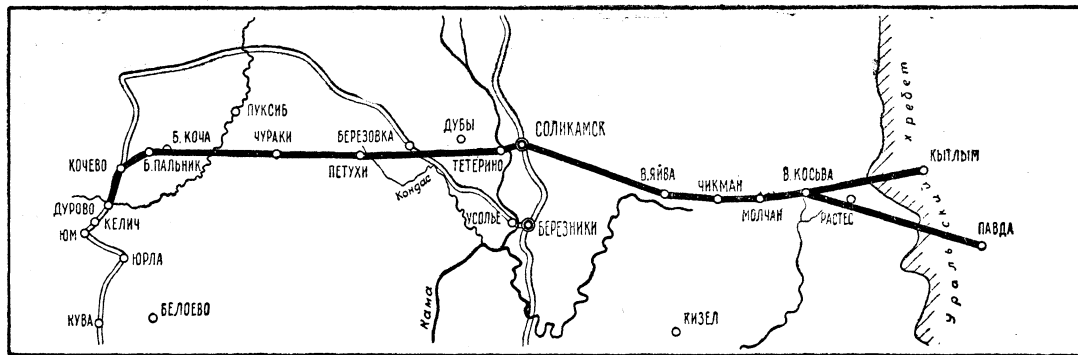 ПУКСИБ
Б. КОЧА
ЧУРАКИ
БЕРЕЗОВКА
ДУБЫ
СОЛИКАМСК
КОЧЕВО
Б.ПАЛЬНИК
ПЕТУХИ
ТЕТЕРИНО
Кондас
В.ЯЙВА
ЧИКМАН
В. КОСЬВА
КЫТЛЫМ
МОЛЧАН
РАСТЕС
ПАВДА
ДУРОВО
КЕЛИЧ
ЮМ
ЮРЛА
УСОЛЬЕ
БЕРЕЗНИКИ
КУВА
БЕЛОЕВО
Кама
КИЗЕЛ
Уральский
хребет